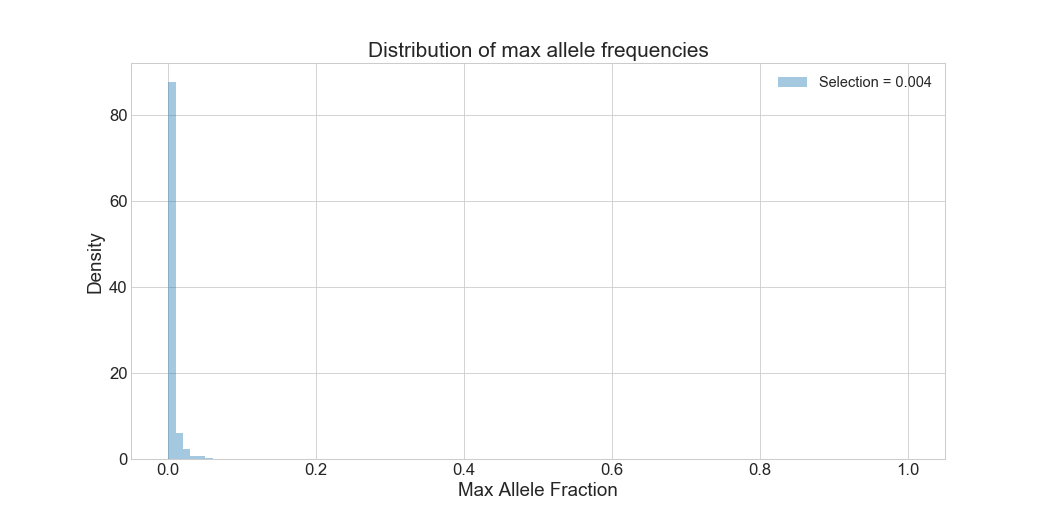 Distribution of max allele frequencies
Selection = 0.004
80
60
40
20
0
Density
0.0 0.2 0.4 0.6 0.8 1.0
Max Allele Fraction